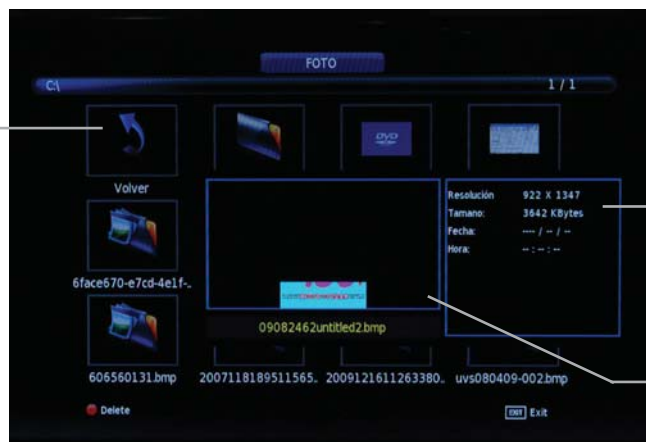 FOTO
C:\ 1 / 1
DVD
Volver
Resolución 922 X 1347
Tamano: 3642 KBytes
Fecha: ---- / -- / --
Hora: -- : -- : --
6face670-e7cd-4e1f-..
09082462untitled2.bmp
606560131.bmp 2007118189511565.. 2009121611263380.. uvs080409-002.bmp
Delete EXIT Exit